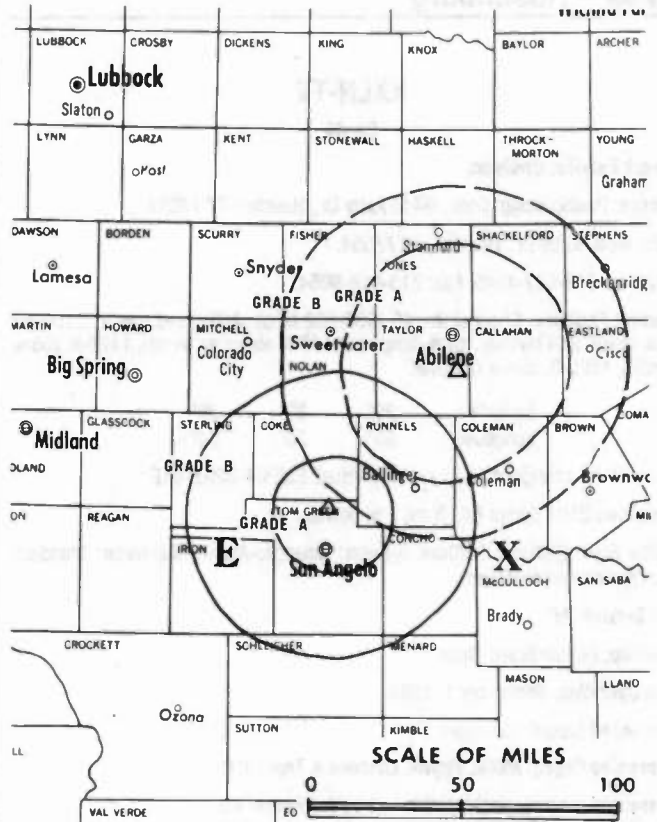 LUBBOCK CROSBY DICKENS KING KNOX BAYLOR ARCHER
Lubbock
Slaton
LYNN GARZA KENT STONEWALL HASKELL THROCK-
MORTON YOUNG
Post
Graham
DAWSON BORDEN SCURRY FISHER JONES SHACKELFORD STEPHENS
Stamford
Lamesa Snyder Breckenridg
GRADE B GRADE A
MARTIN HOWARD MITCHELL NOLAN TAYLOR CALLAHAN EASTLAND
Big Spring Colorado
City Sweetwater Abilene Cisco
GLASSCOCK STERLING COKE RUNNELS COLEMAN BROWN COMA
Midland GRADE B Ballinger Coleman Brownwo
REAGAN GRADE A TOM GREEN CONCHO
IRION E San Angelo X
McCULLOCH SAN SABA
Brady
CROCKETT SCHLEICHER MENARD
MASON LLANO
Ozona
SUTTON KIMBLE
SCALE OF MILES
0 50 100
VAL VERDE ED